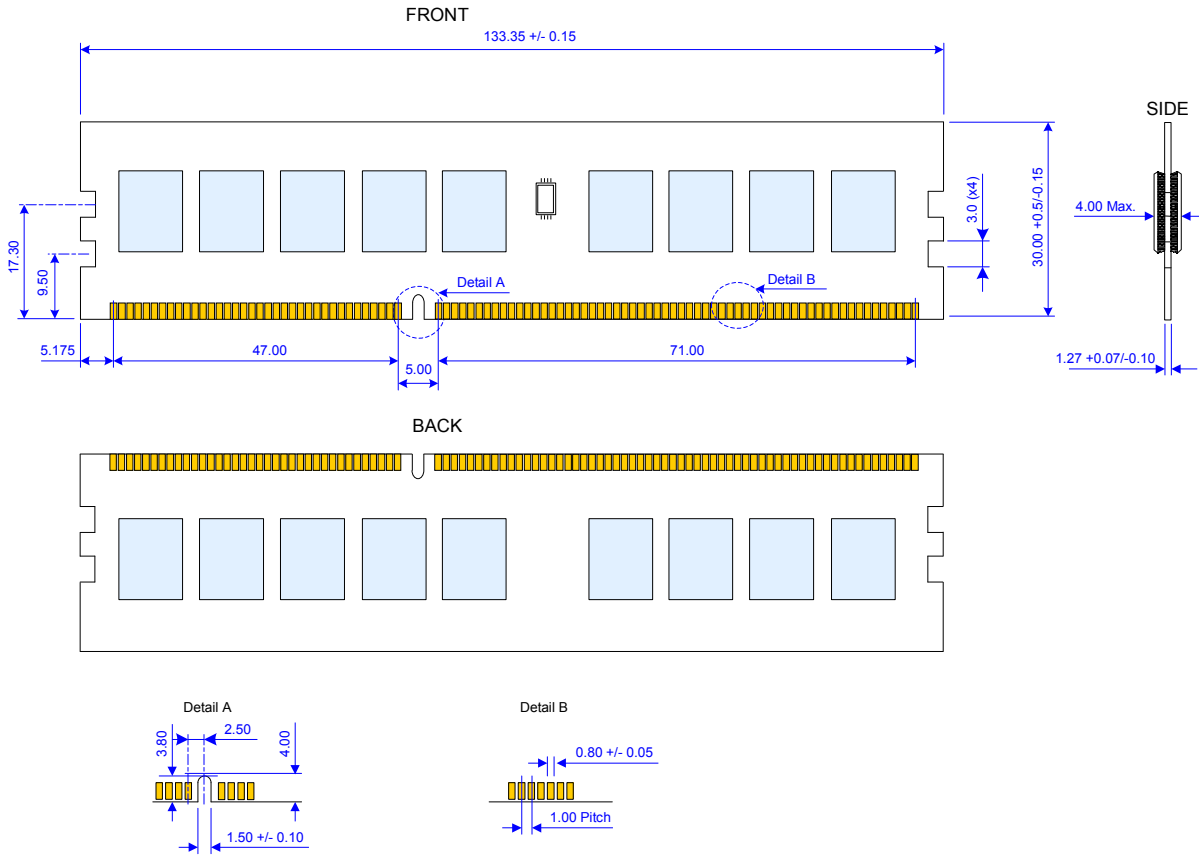 FRONT
133.35 +/- 0.15
SIDE
17.30
9.50
3.0 (x4)
30.00 +0.5/-0.15
4.00 Max.
Detail A
Detail B
5.175
47.00
5.00
71.00
1.27 +0.07/-0.10
BACK
Detail A
3.80
2.50
4.00
1.50 +/- 0.10
Detail B
0.80 +/- 0.05
1.00 Pitch